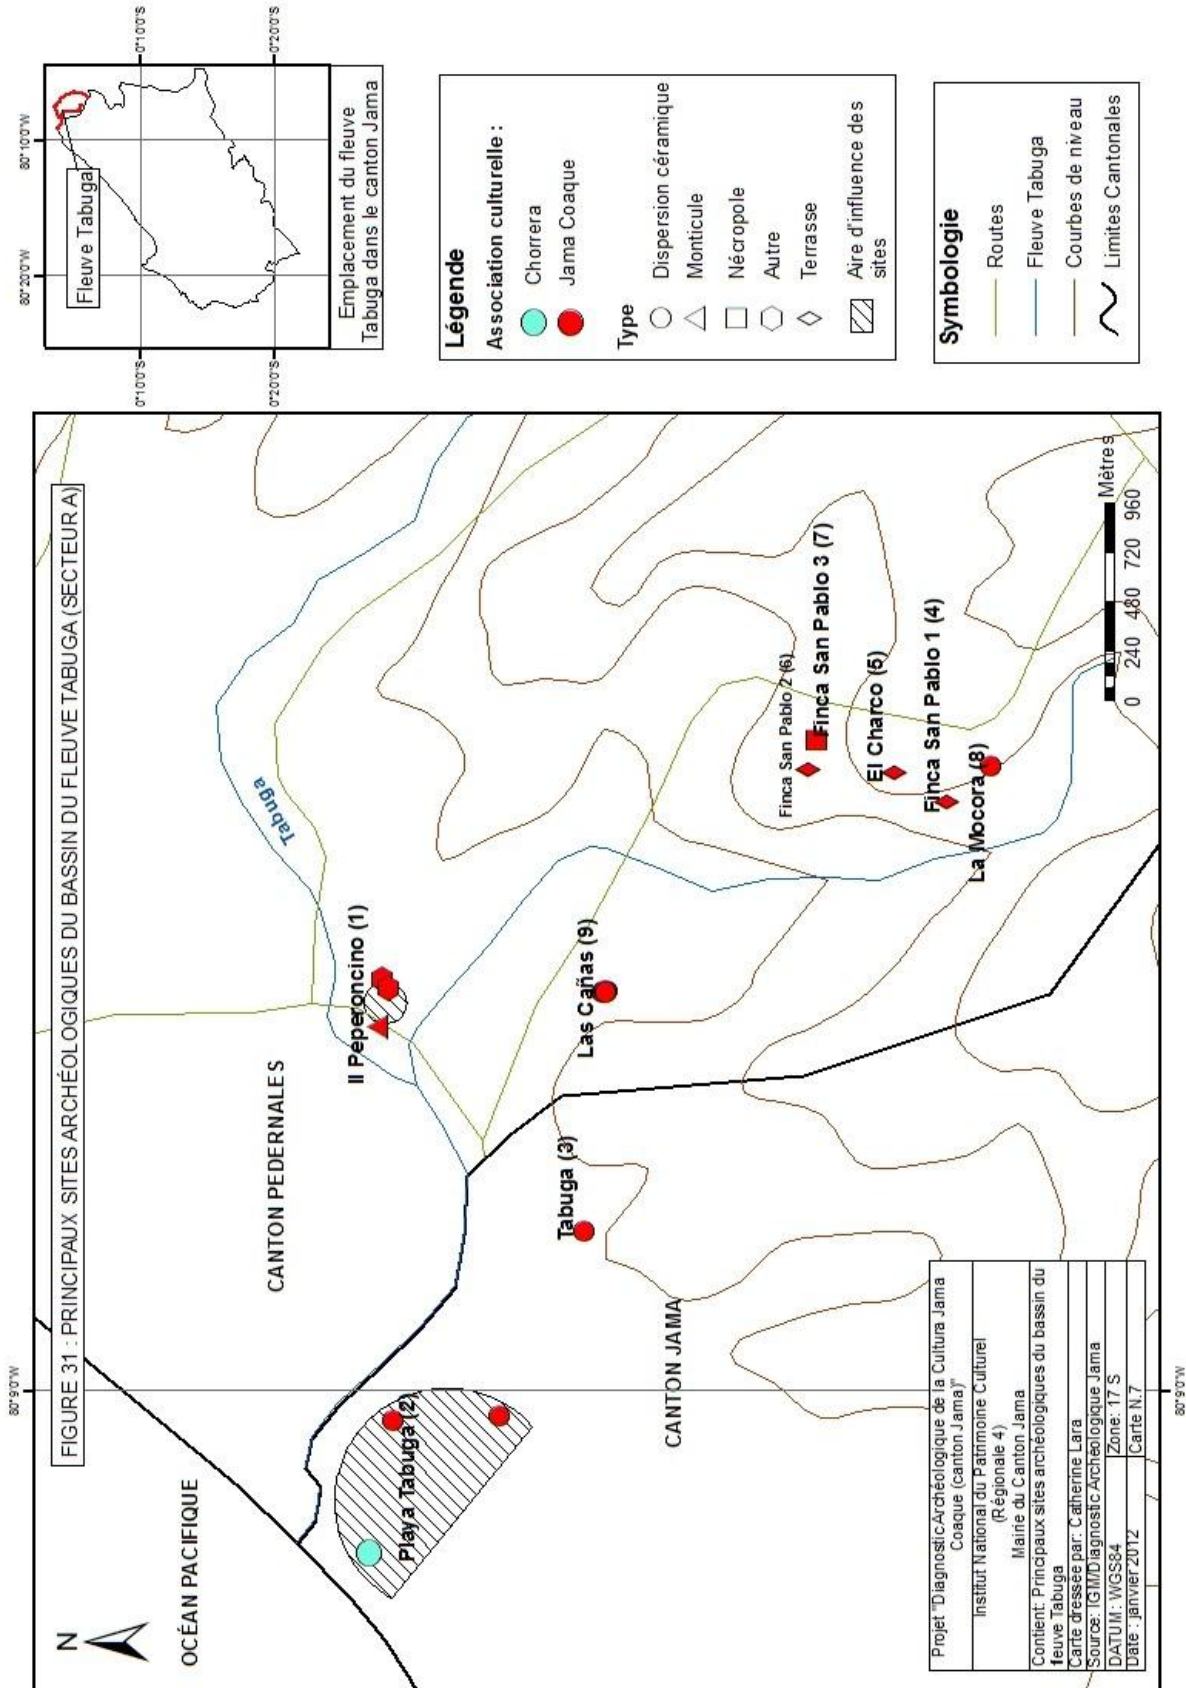 FIGURE 31 : PRINCIPAUX SITES ARCHÉOLOGIQUES DU BASSIN DU FLEUVE TABUGA (SECTEUR A)
80°9'0"W
N
OCÉAN PACIFIQUE
CANTON PEDERNALES
Tabuga
Il Peperoncino (1)
Playa Tabuga (2)
Tabuga (3)
Las Cañas (9)
CANTON JAMA
Finca San Pablo 2 (6)
Finca San Pablo 3 (7)
El Charco (5)
Finca San Pablo 1 (4)
La Mocora (8)
Mètres
0 240 480 720 960
80°9'0"W
Projet "Diagnostic Archéologique de la Cultura Jama
Coaque (canton Jama)"
Institut National du Patrimoine Culturel
(Régionale 4)
Mairie du Canton Jama
Contient: Principaux sites archéologiques du bassin du
feuve Tabuga
Carte dressée par: Catherine Lara
Source: IGM/Diagnostic Archéologique Jama
DATUM: WGS84 Zone: 17 S
Date : janvier 2012 Carte N.7
80°20'0"W 80°10'0"W
0°10'0"S 0°10'0"S
0°20'0"S 0°20'0"S
Fleuve Tabuga
Emplacement du fleuve
Tabuga dans le canton Jama
Légende
Association culturelle :
Chorrera
Jama Coaque
Type
Dispersion céramique
Monticule
Nécropole
Autre
Terrasse
Aire d'influence des
sites
Symbologie
Routes
Fleuve Tabuga
Courbes de niveau
Limites Cantonales